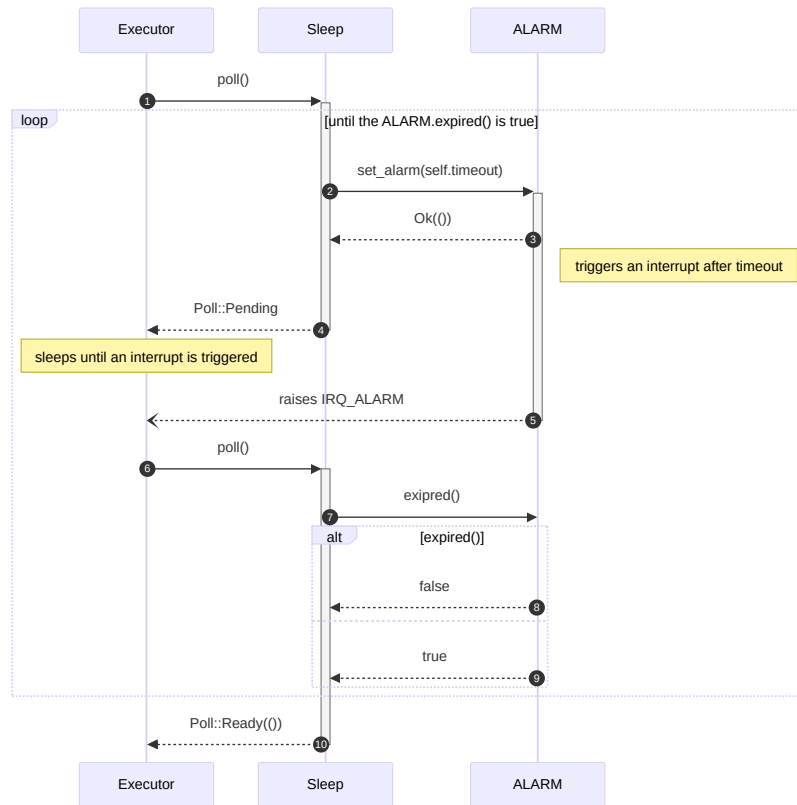 Executor Sleep ALARM
poll()
1
loop [until the ALARM.expired() is true]
set_alarm(self.timeout)
2
Ok(())
3
triggers an interrupt after timeout
Poll::Pending
4
sleeps until an interrupt is triggered
raises IRQ_ALARM
5
poll()
6
exipred()
7
alt [expired()]
false
8
true
9
Poll::Ready(())
10
Executor Sleep ALARM